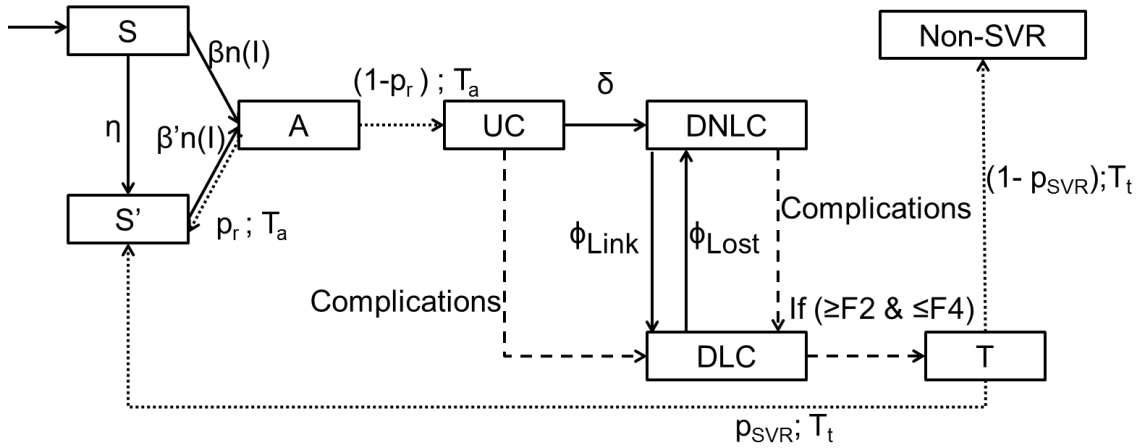 S
Non-SVR
βn(I)
(1-pr) ; Ta
δ
A
UC
DNLC
η
β’n(I)
(1- pSVR);Tt
S’
pr ; Ta
Complications
ϕLink
ϕLost
Complications
If (≥F2 & ≤F4)
DLC
T
pSVR; Tt